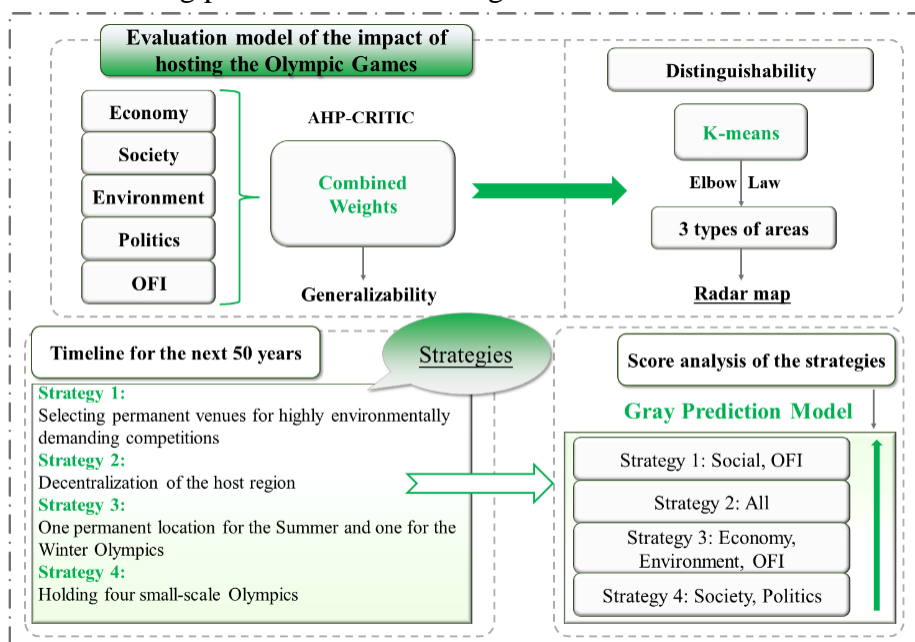 Evaluation model of the impact of
hosting the Olympic Games
Economy
Society
Environment
Politics
OFI
AHP-CRITIC
Combined
Weights
Generalizability
Distinguishability
K-means
Elbow Law
3 types of areas
Radar map
Timeline for the next 50 years
Strategies
Strategy 1:
Selecting permanent venues for highly environmentally
demanding competitions
Strategy 2:
Decentralization of the host region
Strategy 3:
One permanent location for the Summer and one for the
Winter Olympics
Strategy 4:
Holding four small-scale Olympics
Score analysis of the strategies
Gray Prediction Model
Strategy 1: Social, OFI
Strategy 2: All
Strategy 3: Economy,
Environment, OFI
Strategy 4: Society, Politics